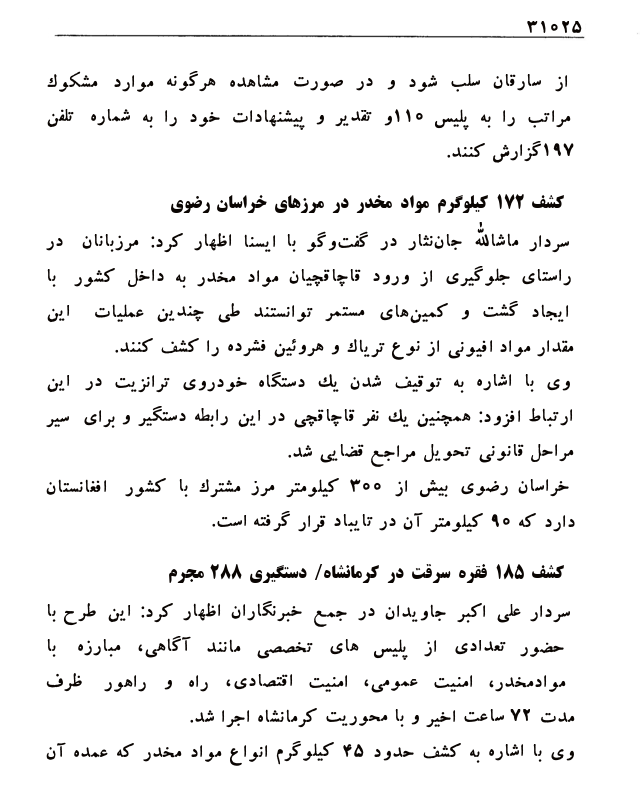 ۳۱۰۲۵
از سارقان سلب شود و در صورت مشاهده هرگونه موارد مشكوك
مراتب را به پلیس ۱۱۰و تقدیر و پیشنهادات خود را به شماره تلفن
۱۹۷گزارش کنند.
کشف ۱۷۲ کیلوگرم مواد مخدر در مرزهای خراسان رضوی
سردار ماشالله جان‌نثار در گفت‌وگو با ایسنا اظهار کرد: مرزبانان در
راستای جلوگیری از ورود قاچاقچیان مواد مخدر به داخل کشور با
ایجاد گشت و کمین‌های مستمر توانستند طی چندین عملیات این
مقدار مواد افیونی از نوع تریاك و هروئین فشرده را کشف کنند.
وی با اشاره به توقیف شدن یك دستگاه خودروی ترانزیت در این
ارتباط افزود: همچنین یك نفر قاچاقچی در این رابطه دستگیر و برای سیر
مراحل قانونی تحویل مراجع قضایی شد.
خراسان رضوی بیش از ۳۰۰ کیلومتر مرز مشترك با کشور افغانستان
دارد که ۹۰ کیلومتر آن در تایباد قرار گرفته است.
کشف ۱۸۵ فقره سرقت در کرمانشاه/ دستگیری ۲۸۸ مجرم
سردار علی اکبر جاویدان در جمع خبرنگاران اظهار کرد: این طرح با
حضور تعدادی از پلیس های تخصصی مانند آگاهی، مبارزه با
موادمخدر، امنیت عمومی، امنیت اقتصادی، راه و راهور ظرف
مدت ۷۲ ساعت اخیر و با محوریت کرمانشاه اجرا شد.
وی با اشاره به کشف حدود ۴۵ کیلوگرم انواع مواد مخدر که عمده آن